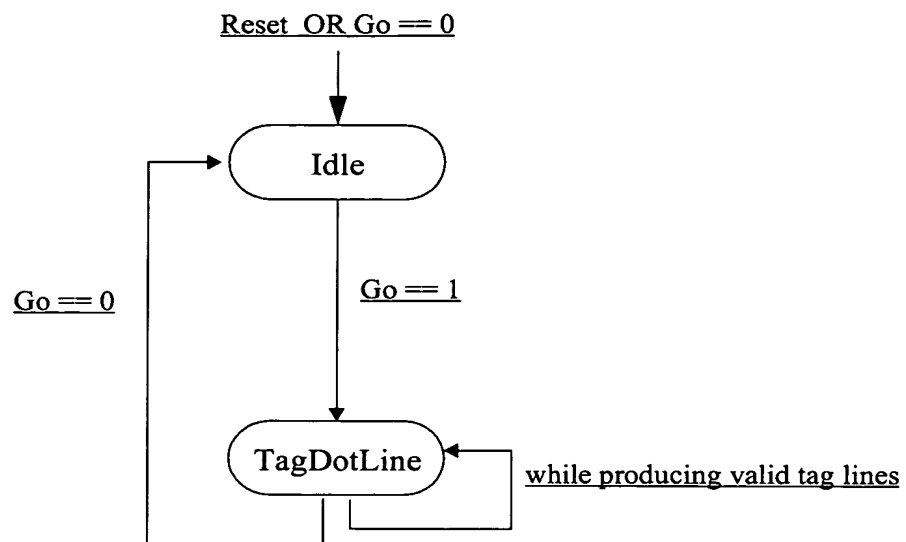 Reset OR Go == 0
Idle
Go == 0
Go == 1
TagDotLine
while producing valid tag lines